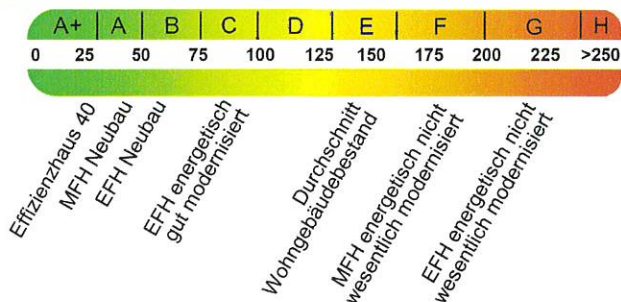 A+ A B C D E F G H
0 25 50 75 100 125 150 175 200 225 >250
Effizienzhaus 40
MFH Neubau
EFH Neubau
EFH energetisch
gut modernisiert
Durchschnitt
Wohngebäudebestand
MFH energetisch nicht
wesentlich modernisiert
EFH energetisch nicht
wesentlich modernisiert